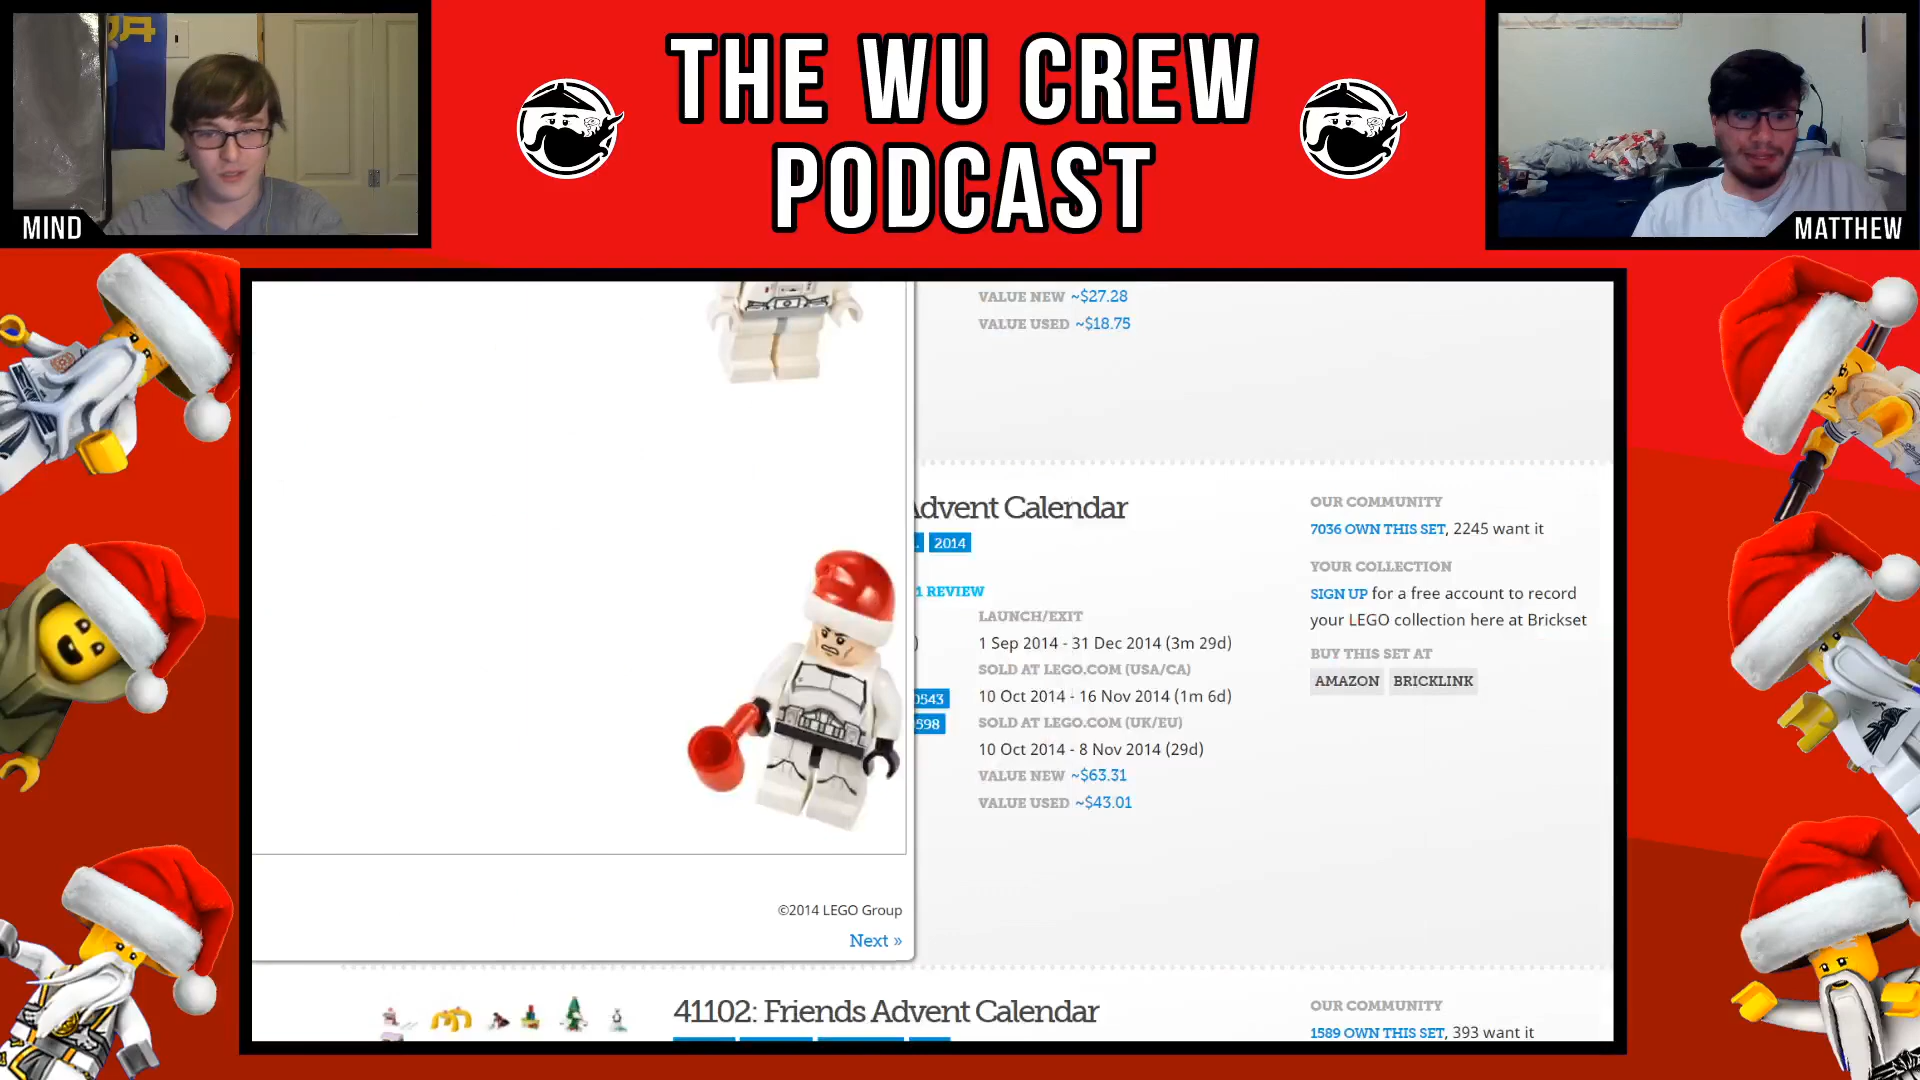 THE WU CREW
PODCAST
MIND
MATTHEW
VALUE NEW ~$27.28
VALUE USED ~$18.75
Advent Calendar
2014
1 REVIEW
LAUNCH/EXIT
1 Sep 2014 - 31 Dec 2014 (3m 29d)
SOLD AT LEGO.COM (USA/CA)
10 Oct 2014 - 16 Nov 2014 (1m 6d)
SOLD AT LEGO.COM (UK/EU)
10 Oct 2014 - 8 Nov 2014 (29d)
VALUE NEW ~$63.31
VALUE USED ~$43.01
0543
598
OUR COMMUNITY
7036 OWN THIS SET, 2245 want it
YOUR COLLECTION
SIGN UP for a free account to record
your LEGO collection here at Brickset
BUY THIS SET AT
AMAZON BRICKLINK
©2014 LEGO Group
Next »
41102: Friends Advent Calendar
OUR COMMUNITY
1589 OWN THIS SET, 393 want it